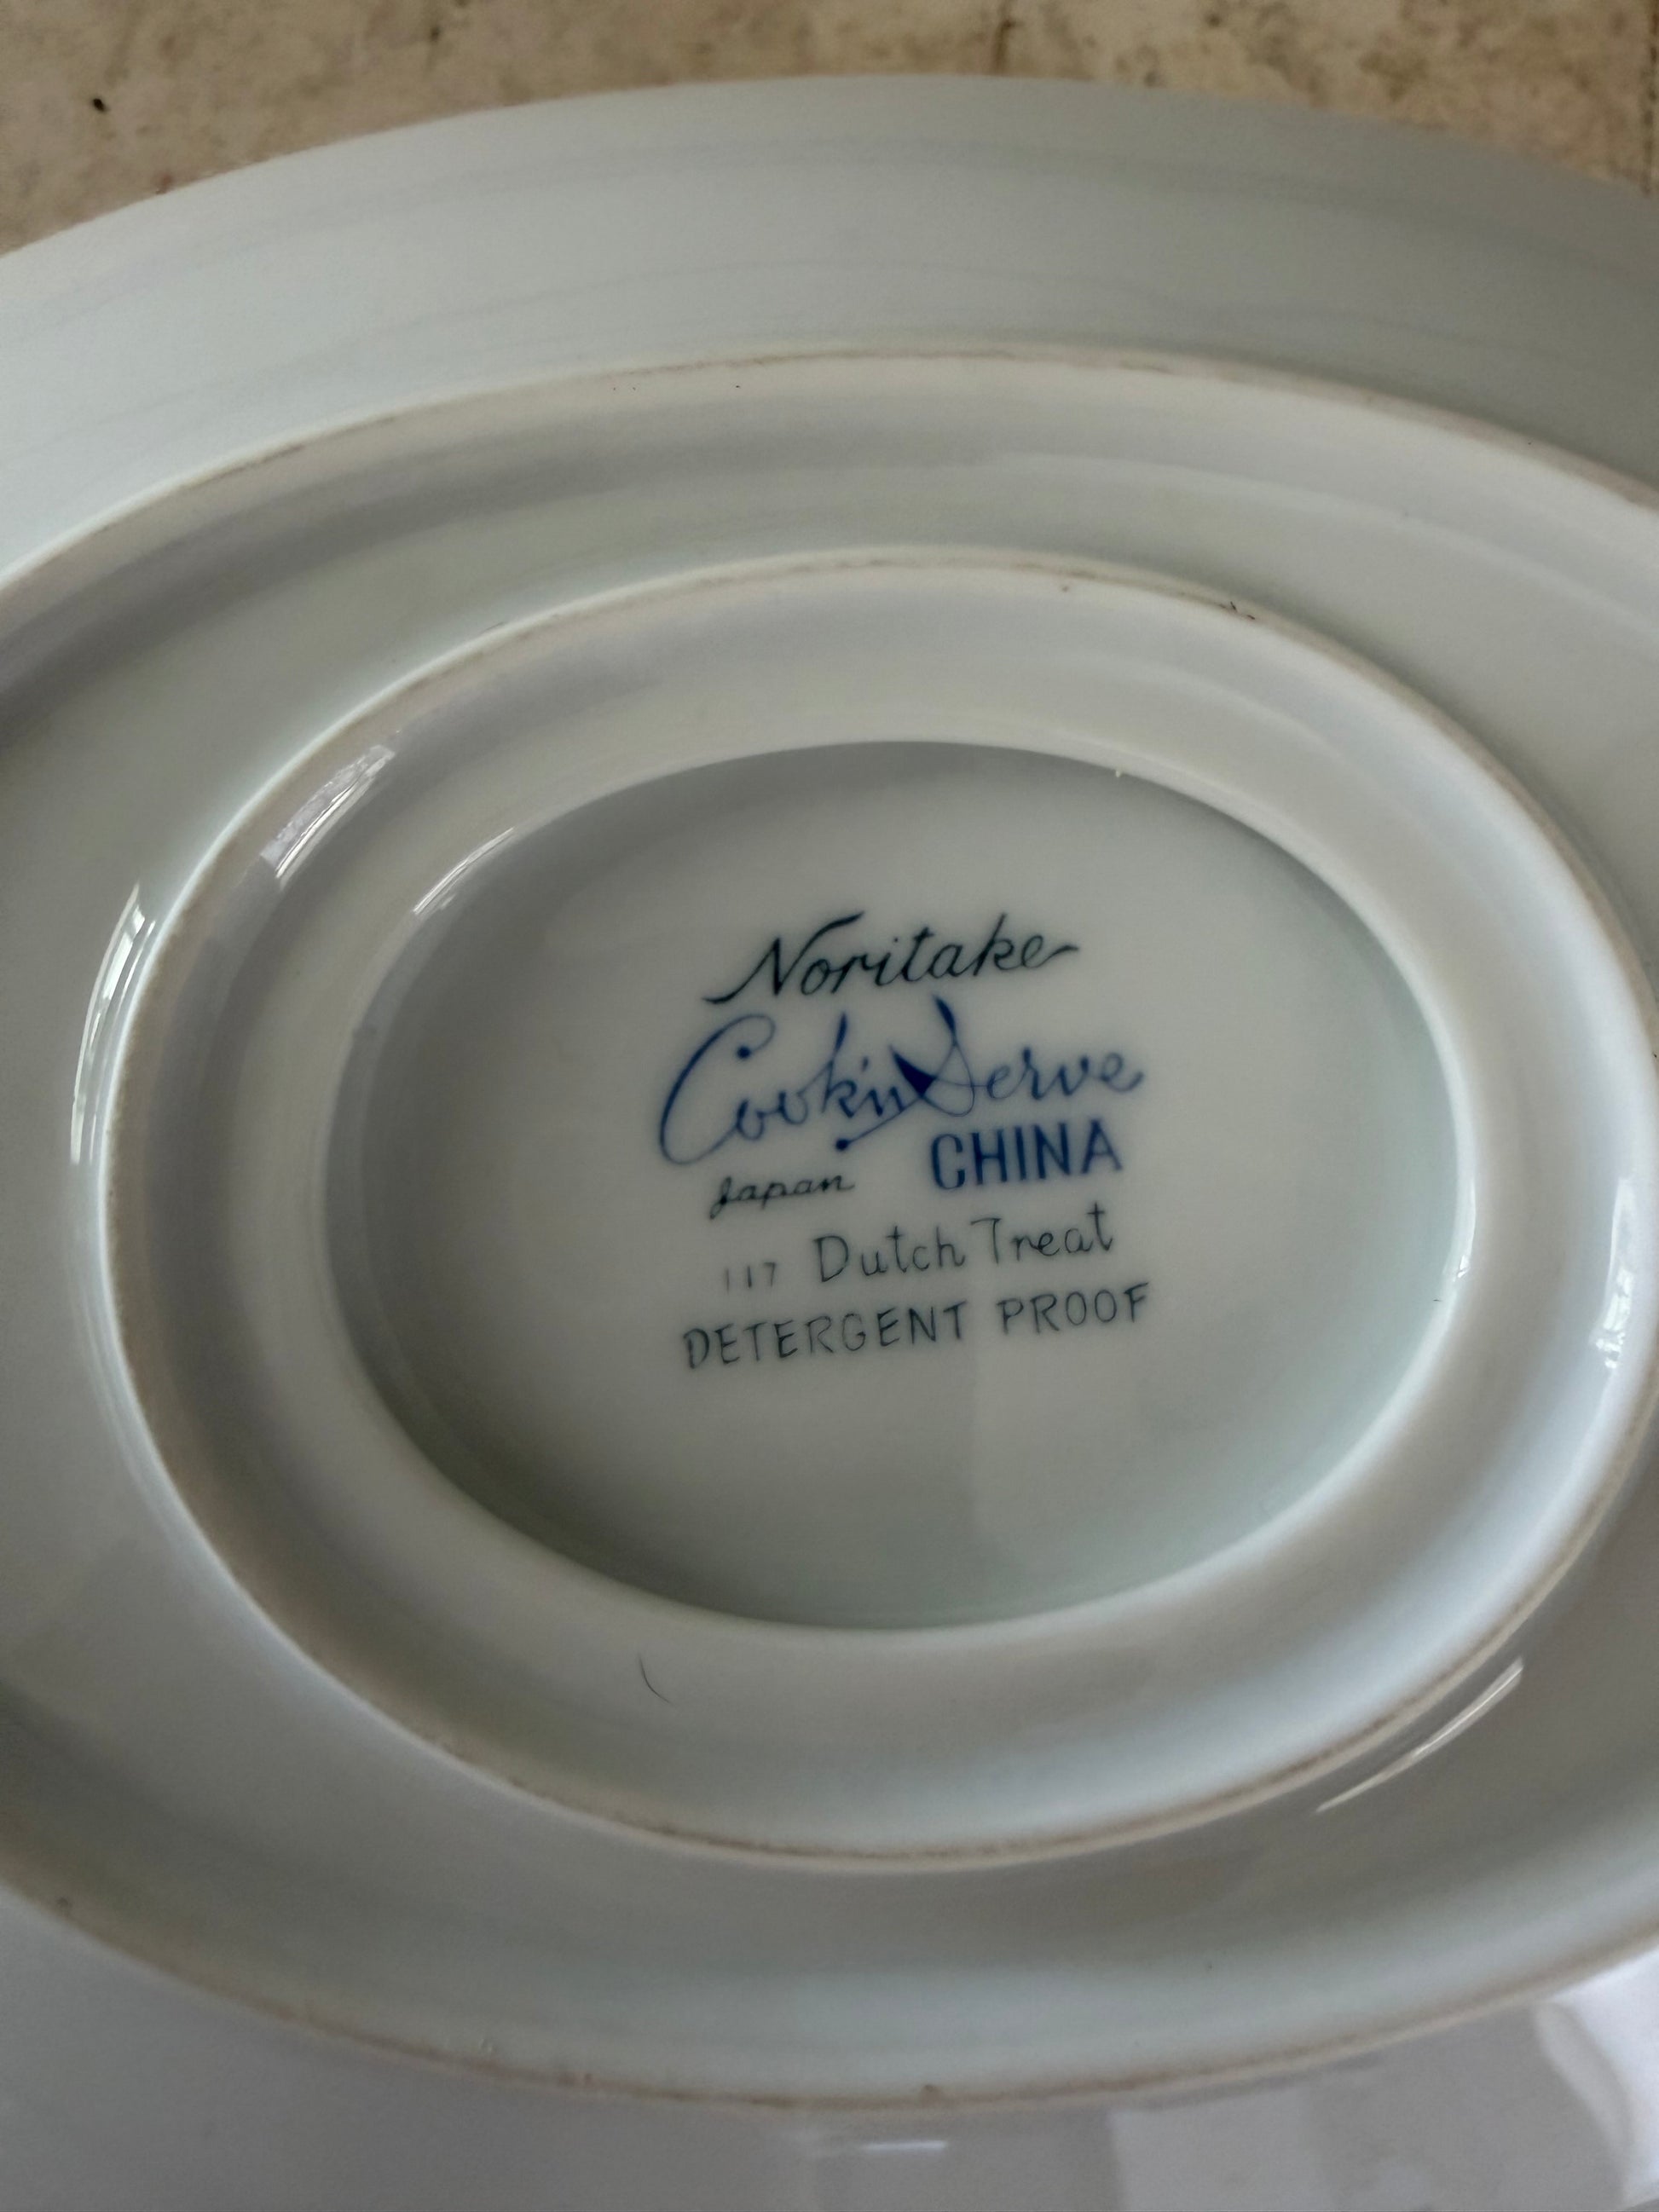 Noritake
Cook'n Serve
Japan CHINA
117 Dutch Treat
DETERGENT PROOF